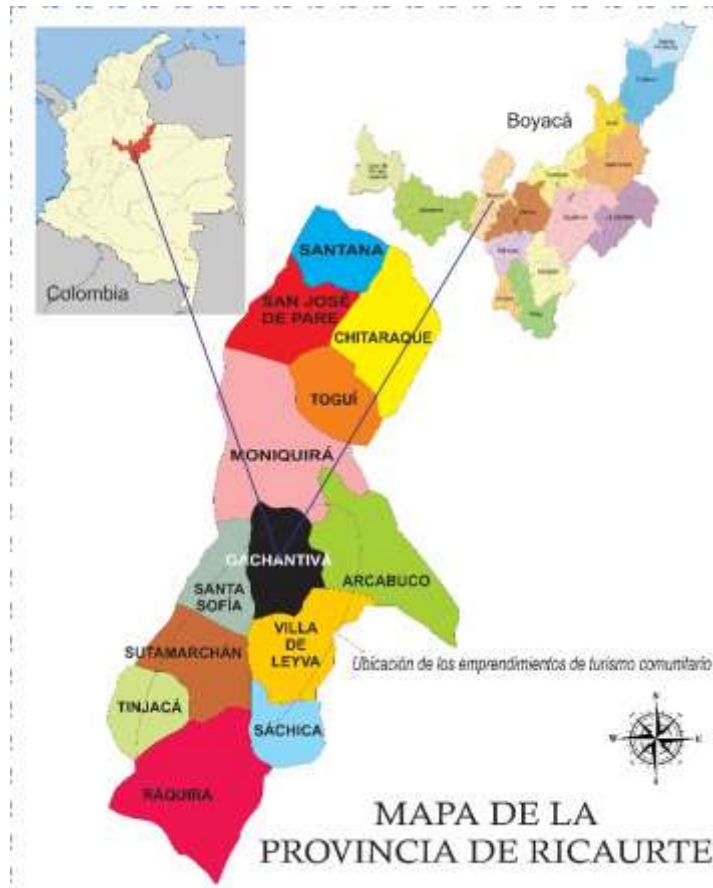 Boyacá
Colombia
SANTANA
SAN JOSÉ
DE PARE
CHITARAQUE
TOGUÍ
MONIQUIRÁ
GACHANTIVÁ
ARCABUCO
SANTA
SOFÍA
VILLA
DE
LEYVA
SUTAMARCHÁN
Ubicación de los emprendimientos de turismo comunitario
TINJACÁ
SÁCHICA
RÁQUIRA
N
W
E
S
MAPA DE LA
PROVINCIA DE RICAURTE